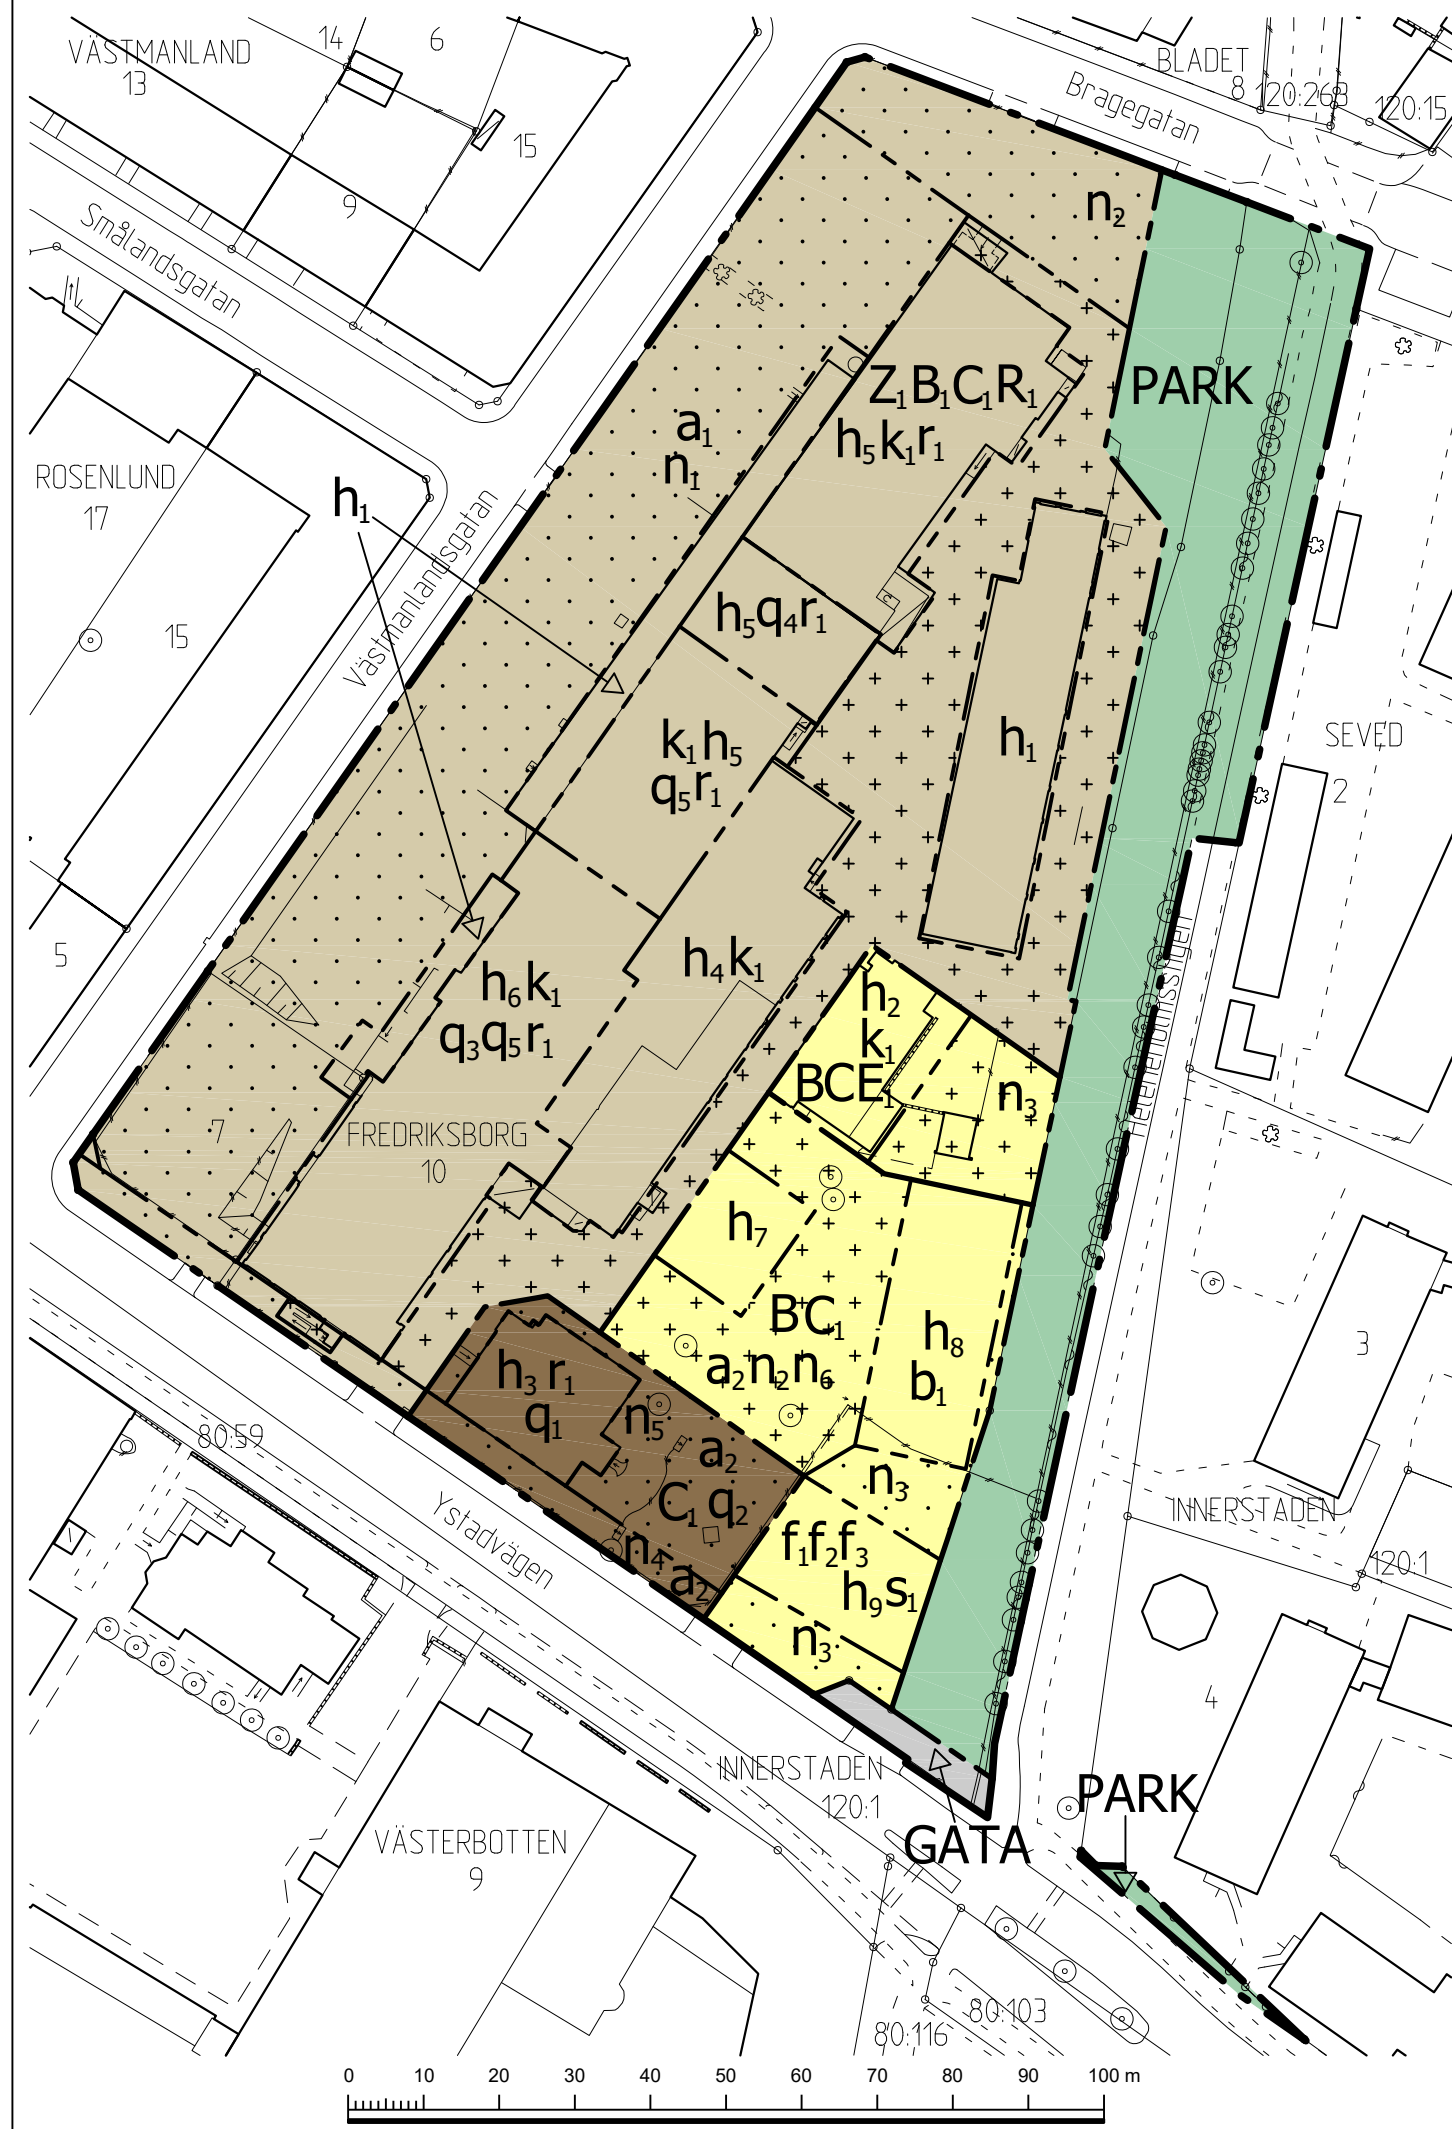 VÄSTMANLAND
13
14
6
15
9
BLADET
8
120:263
120:15
Bragegatan
Smålandsgatan
n2
PARK
Z1B1C1R1
h5k1r1
a1
n1
ROSENLUND
17
h1
Västmanlandsgatan
15
h5q4r1
k1h5
q5r1
h1
SEVED
2
5
h4k1
h6k1
q3q5r1
h2
k1
BCE1
n3
Helenholmsstigen
7
FREDRIKSBORG
10
h7
BC1
a2n2n6
h8
b1
3
h3r1
q1
n5
a2
C1q2
n4
a2
n3
f1f2f3
h9s1
n3
80:59
Ystadvägen
INNERSTADEN
120:1
4
INNERSTADEN
120:1
PARK
GATA
VÄSTERBOTTEN
9
80:103
80:116
0 10 20 30 40 50 60 70 80 90 100 m